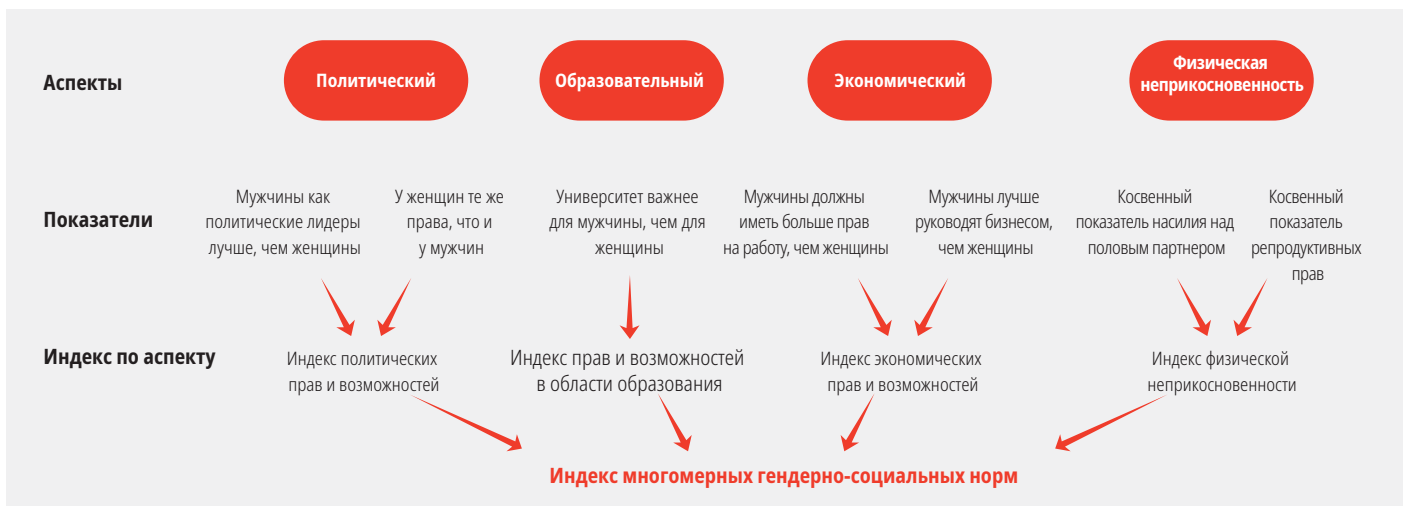 Аспекты
Политический
Образовательный
Экономический
Физическая
неприкосновенность
Показатели
Мужчины как
политические лидеры
лучше, чем женщины
У женщин те же
права, что и
у мужчин
Университет важнее
для мужчины, чем для
женщины
Мужчины должны
иметь больше прав
на работу, чем женщины
Мужчины лучше
руководят бизнесом,
чем женщины
Косвенный
показатель насилия над
половым партнером
Косвенный
показатель
репродуктивных
прав
Индекс по аспекту
Индекс политических
прав и возможностей
Индекс прав и возможностей
в области образования
Индекс экономических
прав и возможностей
Индекс физической
неприкосновенности
Индекс многомерных гендерно-социальных норм